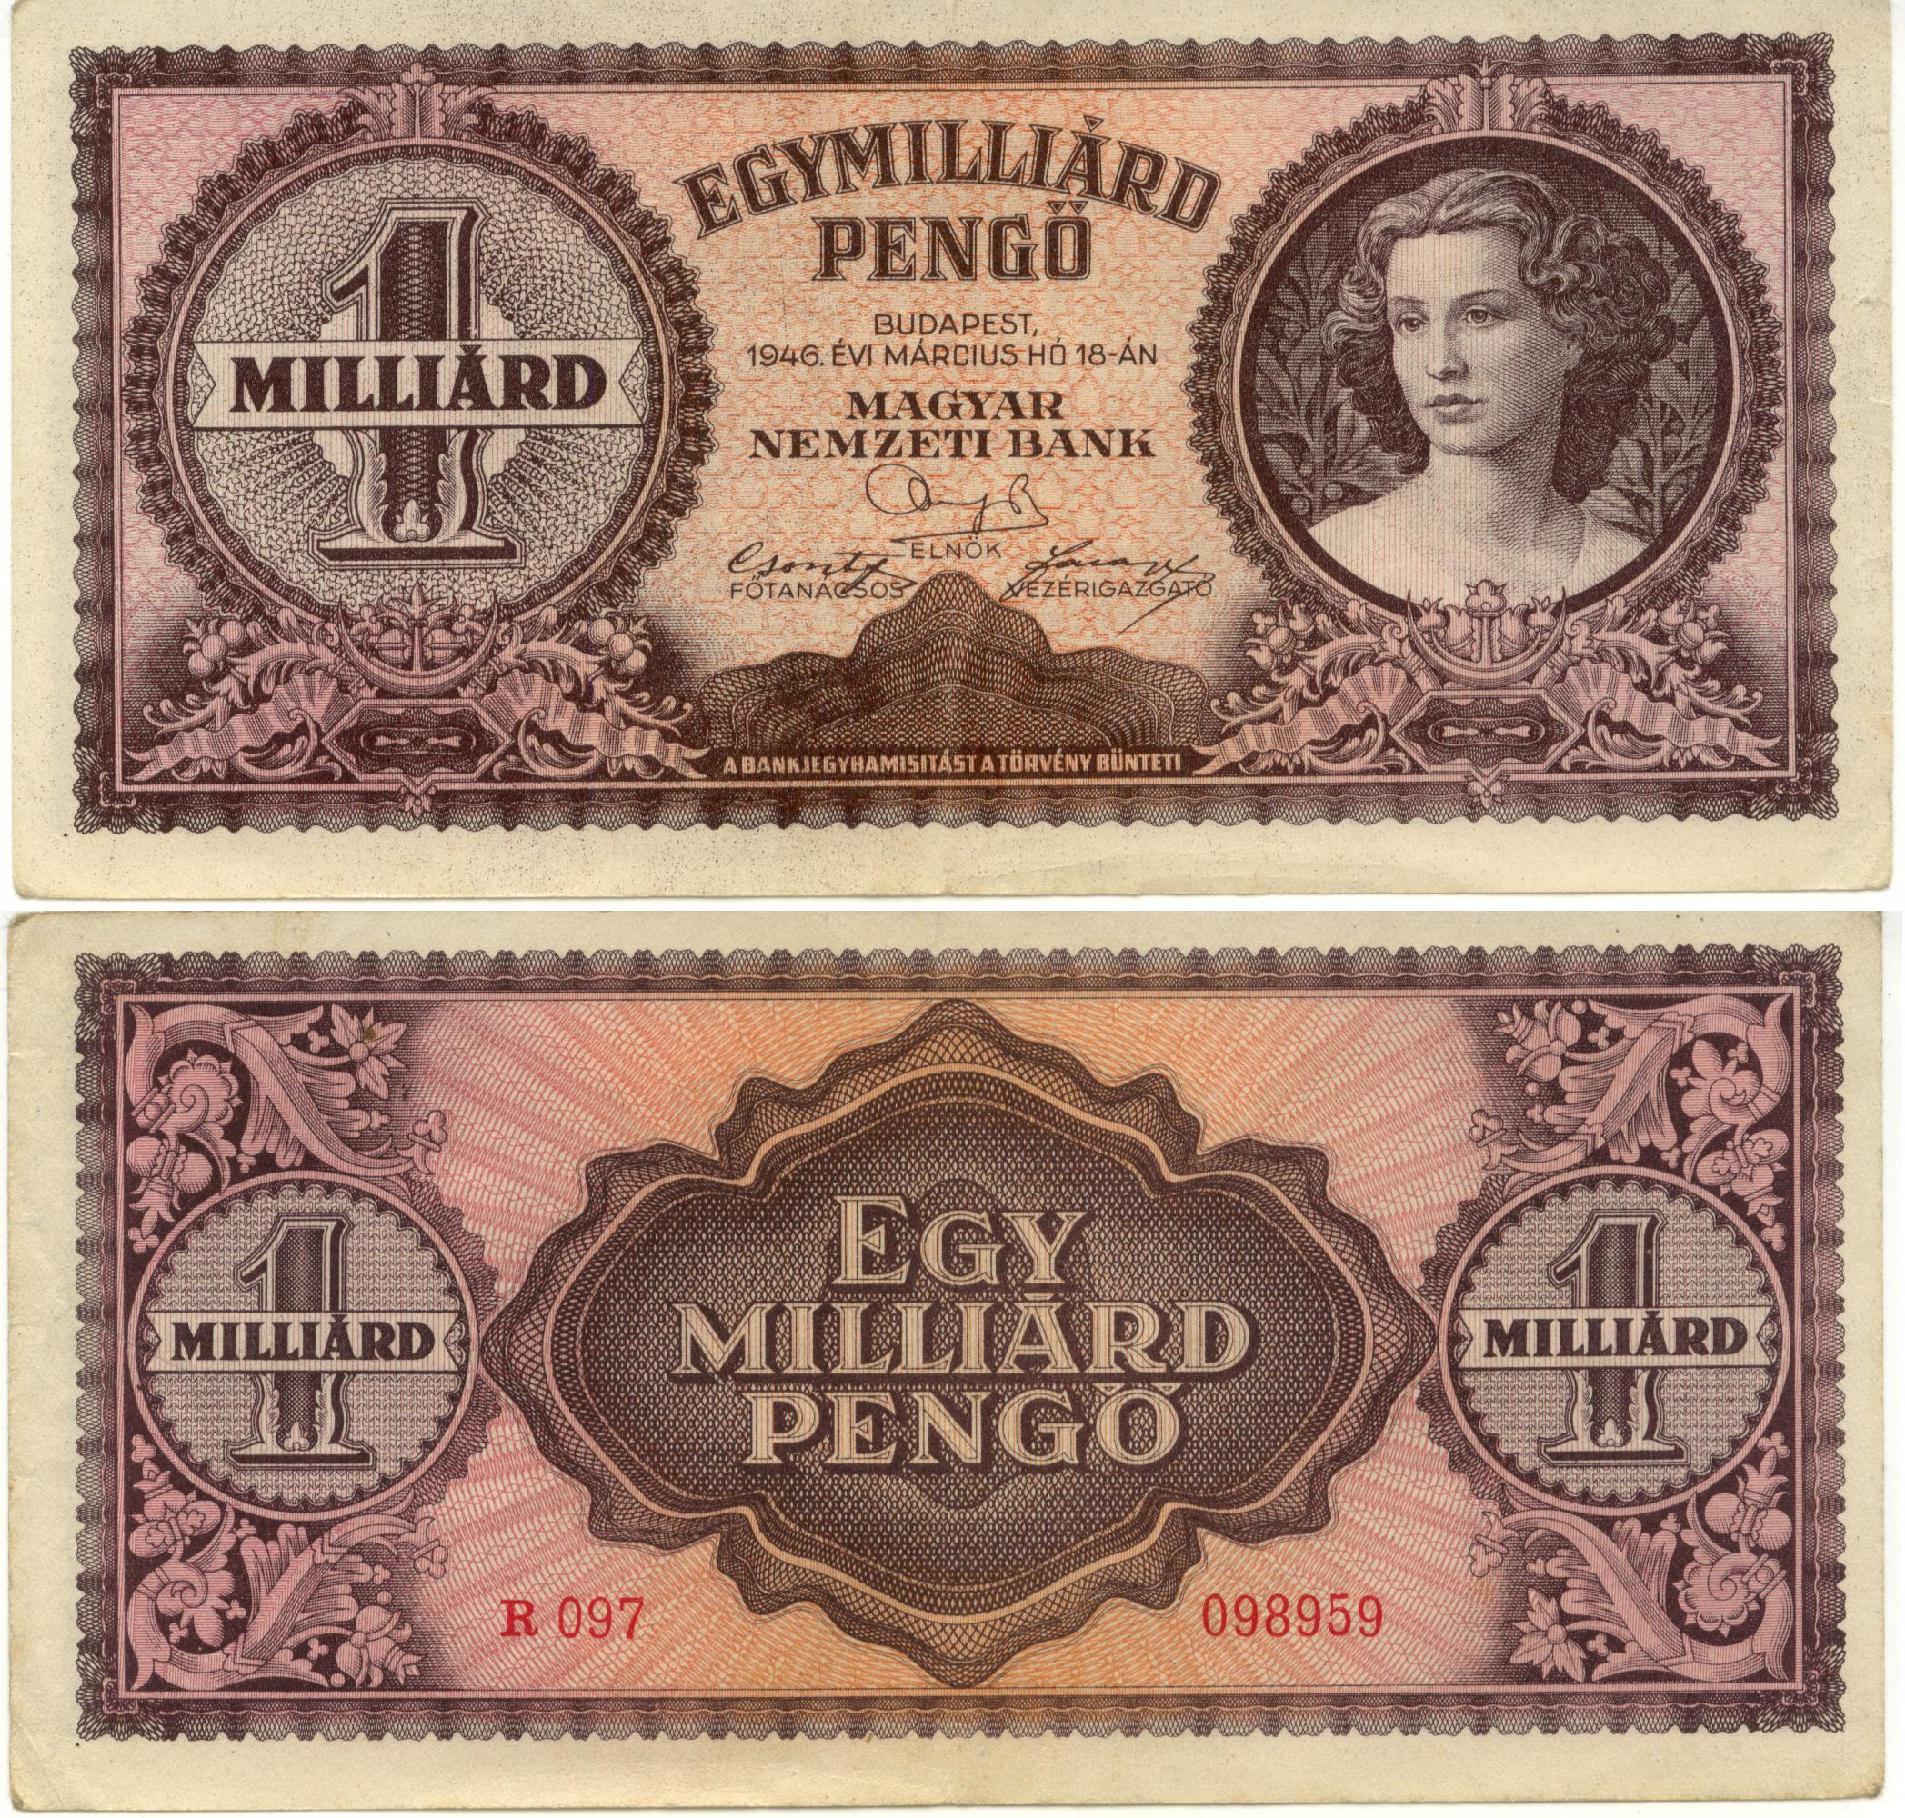 EGYMILLIÁRD
PENGŐ
1
MILLIÁRD
BUDAPEST,
1946. ÉVI MÁRCIUS HÓ 18-ÁN
MAGYAR
NEMZETI BANK
ELNÖK
FŐTANÁCSOS VEZÉRIGAZGATÓ
A BANKJEGYHAMISITÁST A TÖRVÉNY BÜNTETI
EGY
MILLIÁRD
PENGŐ
1
MILLIÁRD
1
MILLIÁRD
R 097 098959